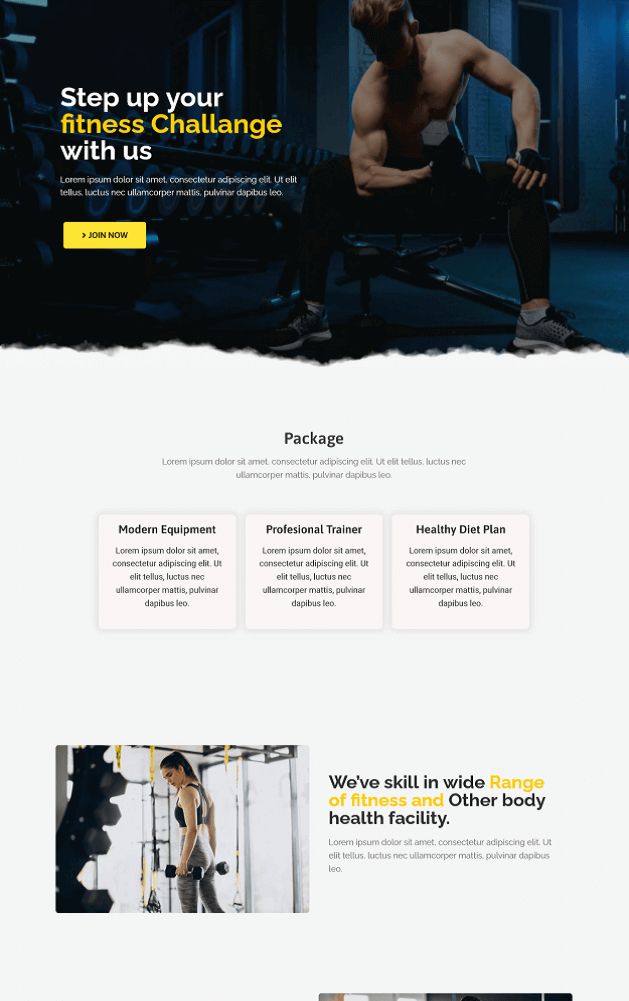 Step up your
fitness Challange
with us
Lorem ipsum dolor sit amet, consectetur adipiscing elit. Ut elit
tellus, luctus nec ullamcorper mattis, pulvinar dapibus leo.
JOIN NOW
Package
Lorem ipsum dolor sit amet, consectetur adipiscing elit. Ut elit tellus, luctus nec
ullamcorper mattis, pulvinar dapibus leo.
Modern Equipment
Lorem ipsum dolor sit amet,
consectetur adipiscing elit. Ut
elit tellus, luctus nec
ullamcorper mattis, pulvinar
dapibus leo.
Profesional Trainer
Lorem ipsum dolor sit amet,
consectetur adipiscing elit. Ut
elit tellus, luctus nec
ullamcorper mattis, pulvinar
dapibus leo.
Healthy Diet Plan
Lorem ipsum dolor sit amet,
consectetur adipiscing elit. Ut
elit tellus, luctus nec
ullamcorper mattis, pulvinar
dapibus leo.
We've skill in wide Range
of fitness and Other body
health facility.
Lorem ipsum dolor sit amet, consectetur adipiscing elit. Ut
elit tellus, luctus nec ullamcorper mattis, pulvinar dapibus
leo.